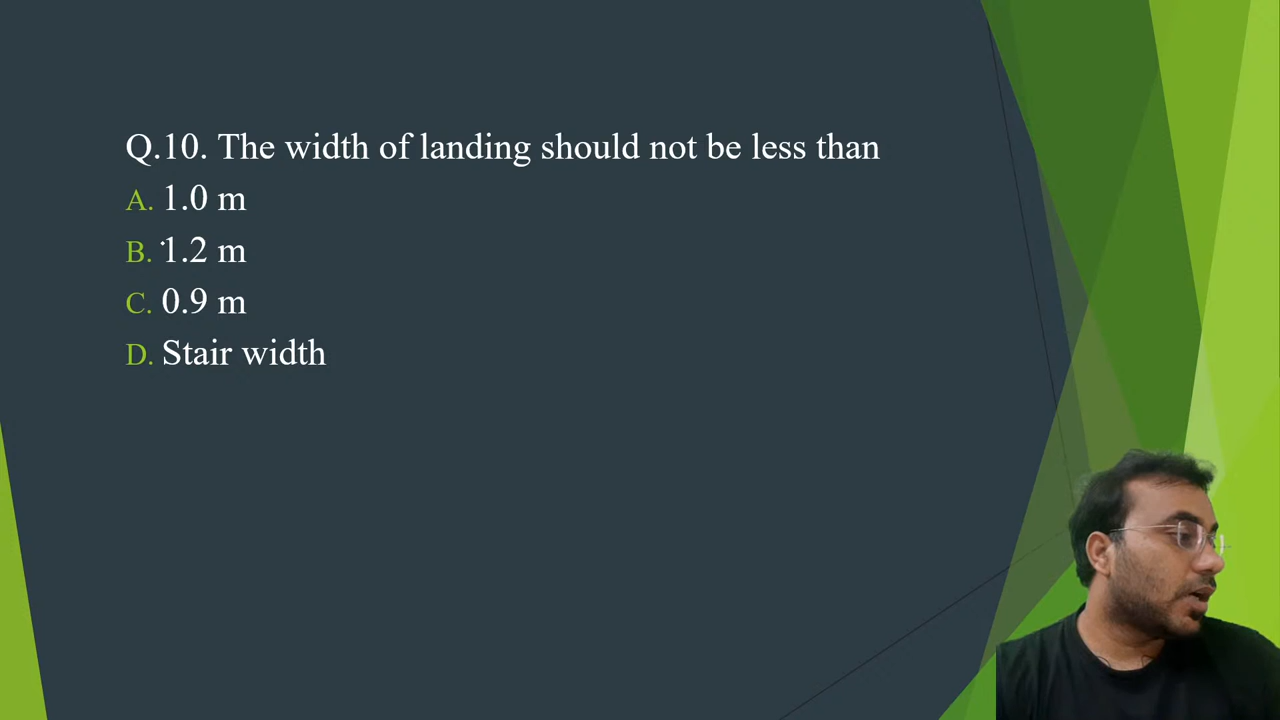 Q.10. The width of landing should not be less than
A. 1.0 m
B. 1.2 m
C. 0.9 m
D. Stair width